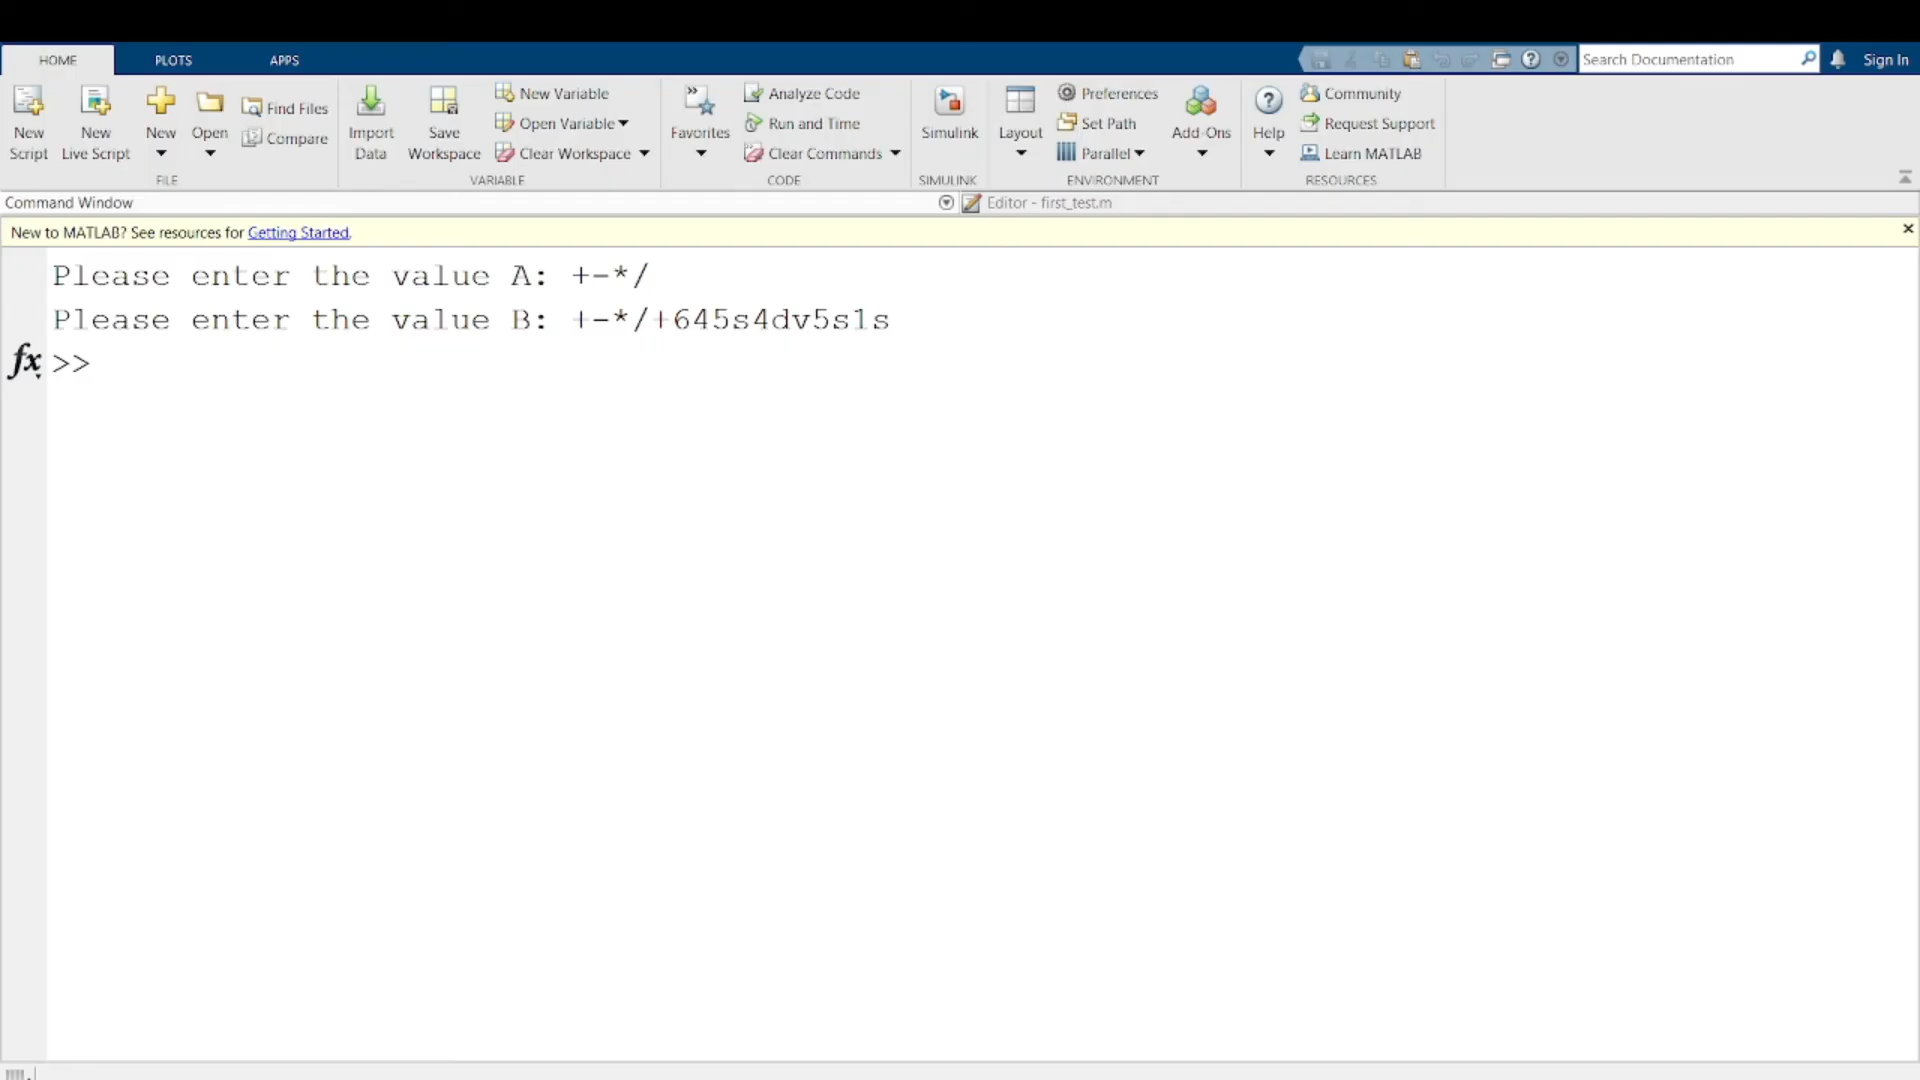 HOME PLOTS APPS Search Documentation Sign In
New Script
New Live Script
New
Open
Find Files
Compare
FILE
Import Data
Save Workspace
New Variable
Open Variable
Clear Workspace
VARIABLE
Favorites
Analyze Code
Run and Time
Clear Commands
CODE
Simulink
SIMULINK
Layout
Preferences
Set Path
Parallel
Add-Ons
ENVIRONMENT
Help
Community
Request Support
Learn MATLAB
RESOURCES
Command Window
Editor - first_test.m
New to MATLAB? See resources for Getting Started.
Please enter the value A: +-*/
Please enter the value B: +-*/+645s4dv5s1s
fx >>